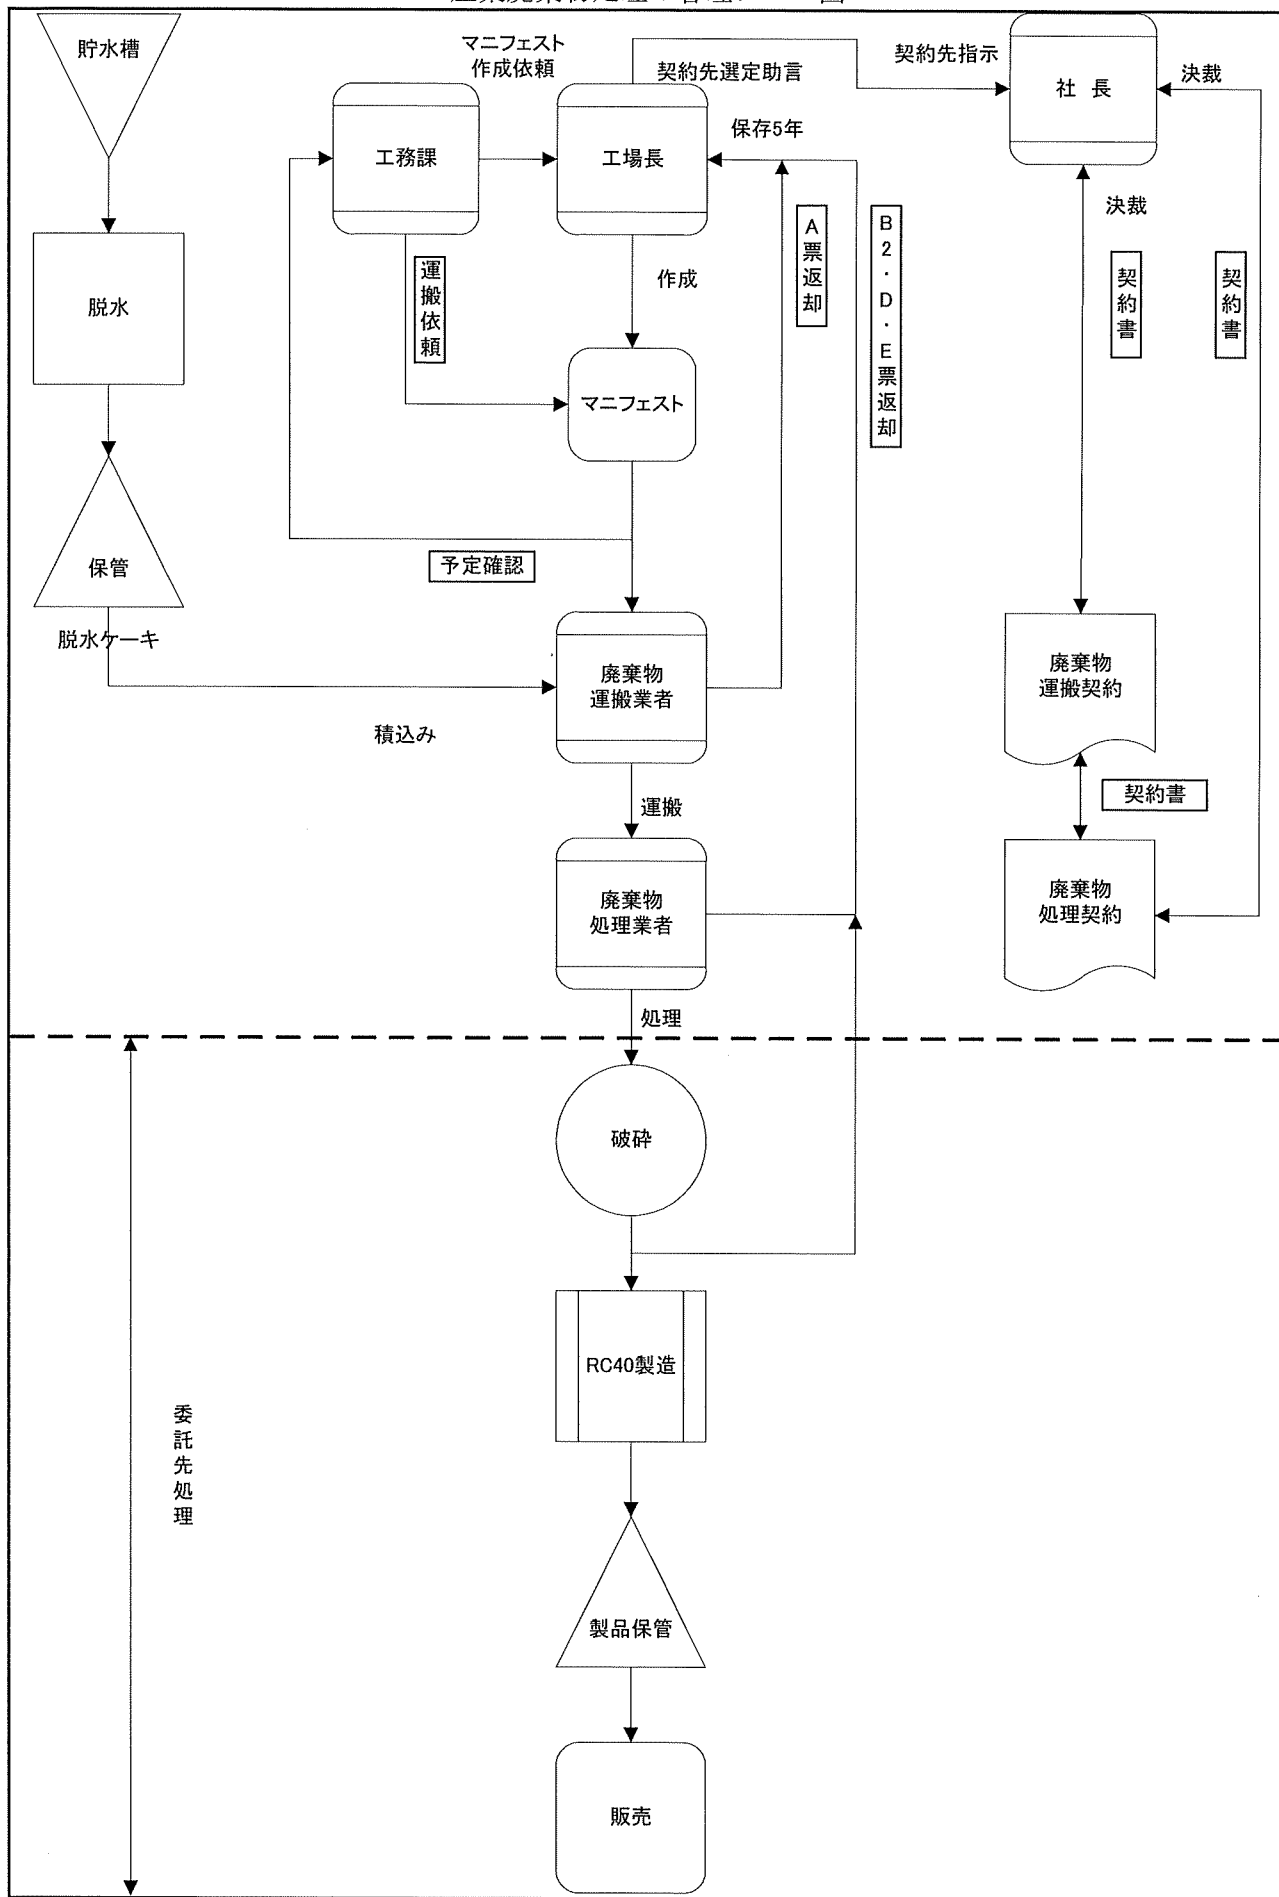 貯水槽
マニフェスト
作成依頼
契約先選定助言
契約先指示
社 長
決裁
保存5年
工務課
工場長
A票返却
B2・D・E票返却
決裁
運搬依頼
作成
契約書
契約書
脱水
マニフェスト
予定確認
保管
脱水ケーキ
廃棄物
運搬業者
廃棄物
運搬契約
積込み
運搬
契約書
廃棄物
処理業者
廃棄物
処理契約
処理
破砕
RC40製造
委託先処理
製品保管
販売